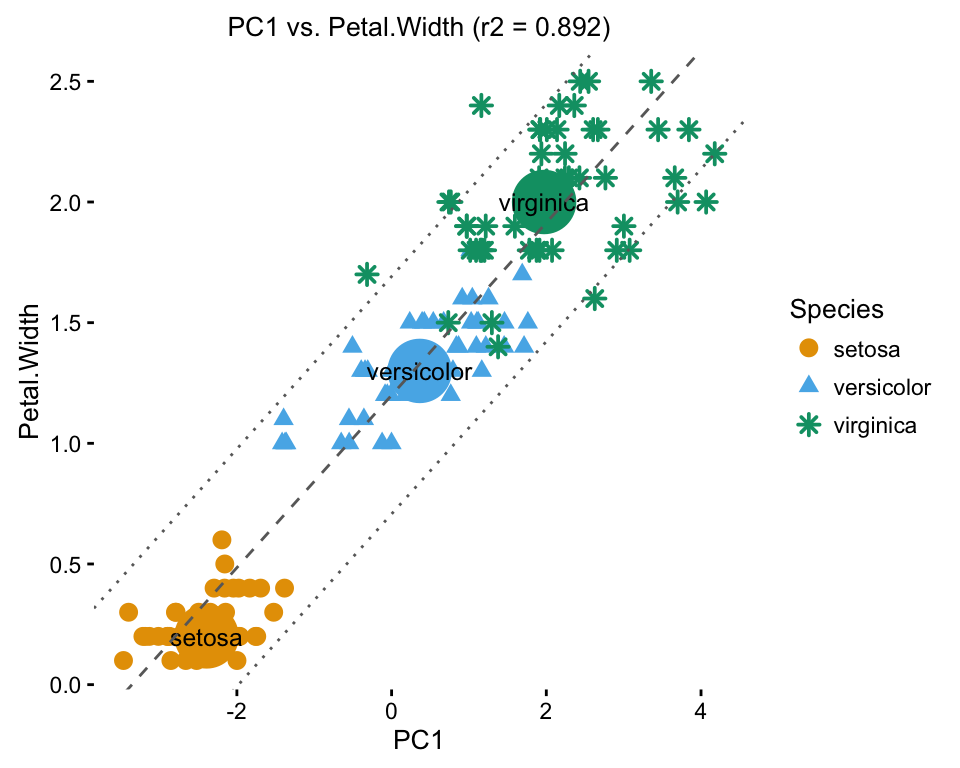 PC1 vs. Petal.Width (r2 = 0.892)
Petal.Width
2.5
2.0
1.5
1.0
0.5
0.0
virginica
versicolor
setosa
-2
0
2
4
PC1
Species
setosa
versicolor
virginica